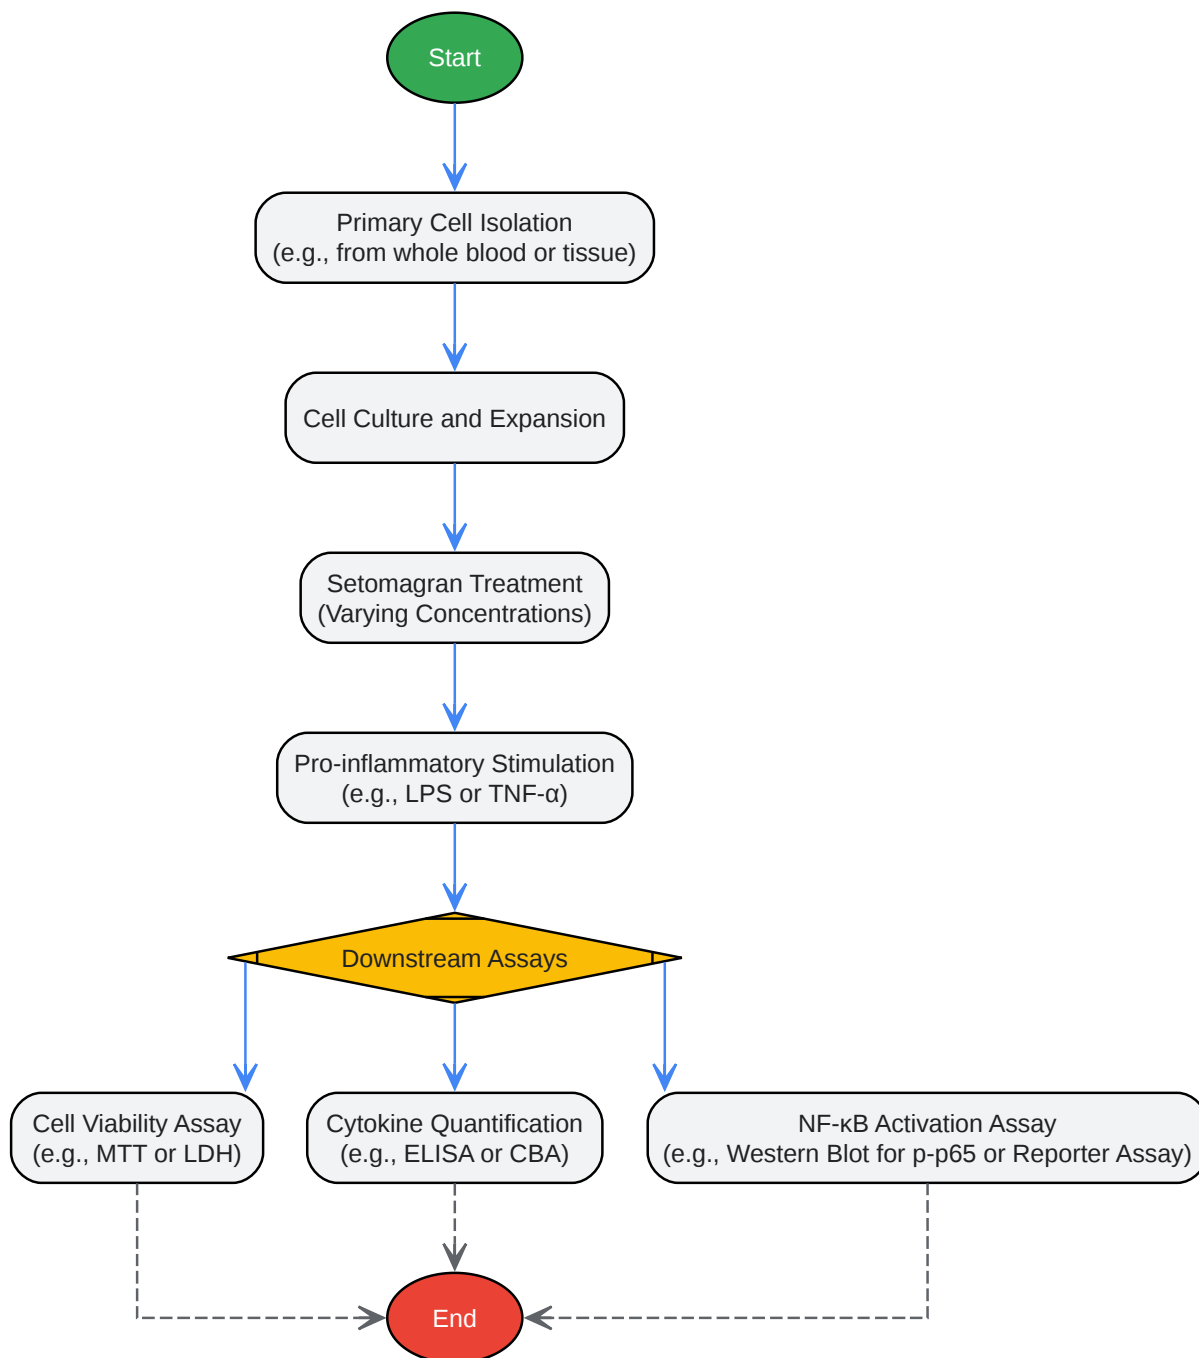 Start
Primary Cell Isolation
(e.g., from whole blood or tissue)
Cell Culture and Expansion
Setomagran Treatment
(Varying Concentrations)
Pro-inflammatory Stimulation
(e.g., LPS or TNF-α)
Downstream Assays
Cell Viability Assay
(e.g., MTT or LDH)
Cytokine Quantification
(e.g., ELISA or CBA)
NF-κB Activation Assay
(e.g., Western Blot for p-p65 or Reporter Assay)
End